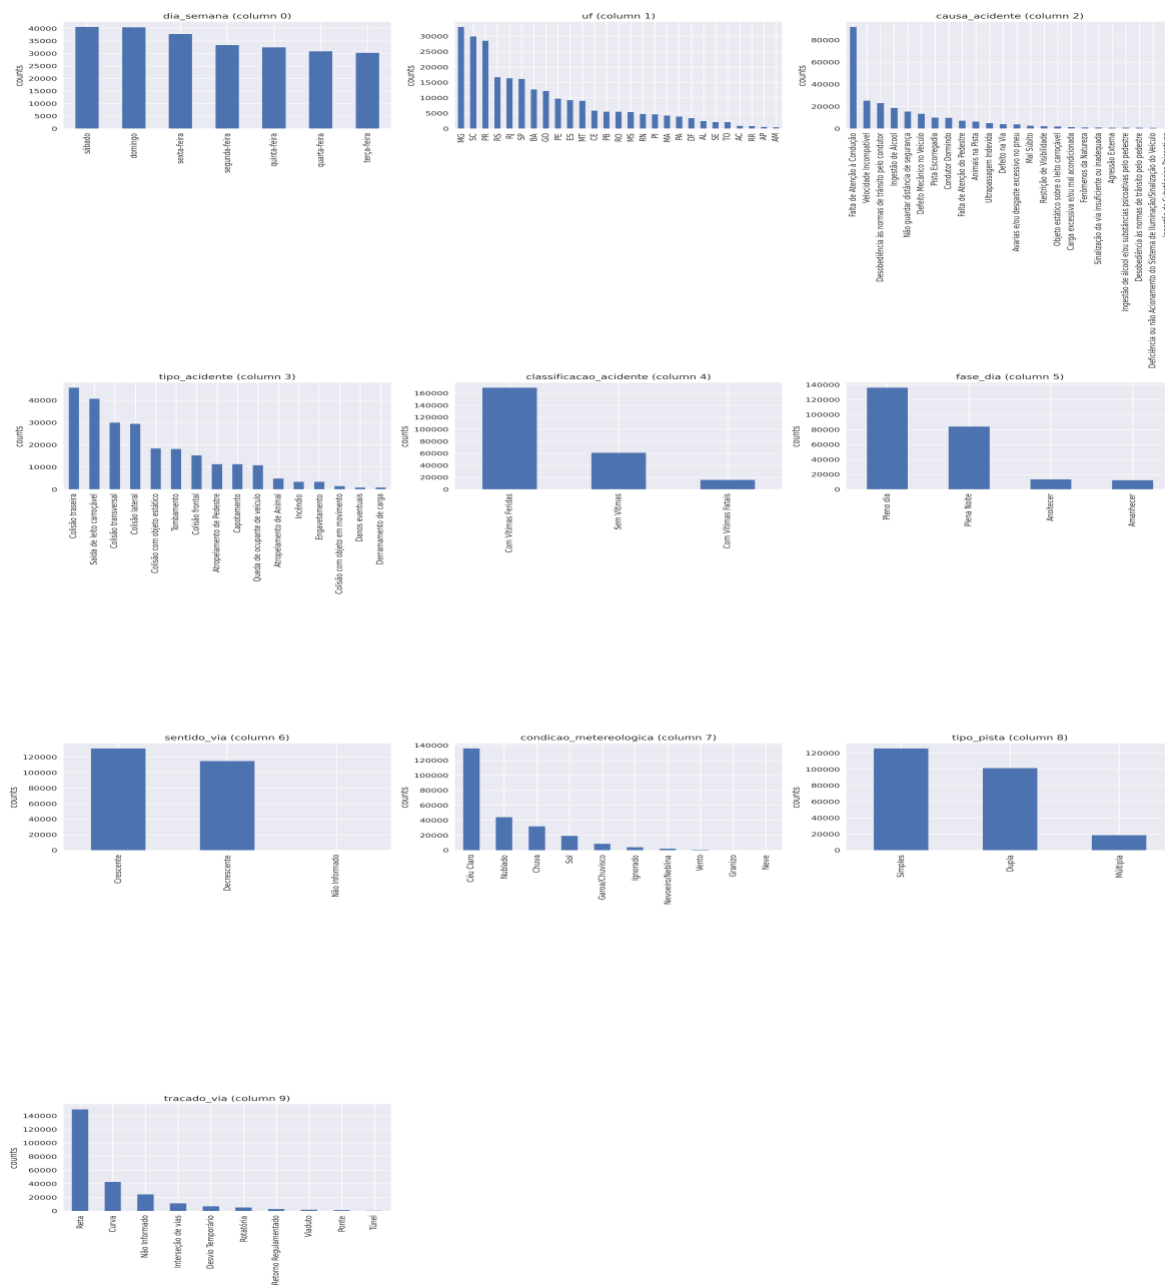 dia_semana (column 0)
counts
40000
35000
30000
25000
20000
15000
10000
5000
0
sábado
domingo
sexta-feira
segunda-feira
quinta-feira
quarta-feira
terça-feira
uf (column 1)
counts
30000
25000
20000
15000
10000
5000
0
MG
SC
PR
RS
RJ
SP
BA
GO
PE
ES
MT
CE
PB
RO
MS
RN
PI
MA
PA
DF
AL
SE
TO
AC
RR
AP
AM
causa_acidente (column 2)
counts
80000
60000
40000
20000
0
Falta de Atenção à Condução
Velocidade Incompatível
Desobediência às normas de trânsito pelo condutor
Ingestão de Álcool
Não guardar distância de segurança
Defeito Mecânico no Veículo
Pista Escorregadia
Condutor Dormindo
Falta de Atenção do Pedestre
Animais na Pista
Ultrapassagem Indevida
Defeito na Via
Avarias e/ou desgaste excessivo no pneu
Mal Súbito
Restrição de Visibilidade
Objeto estático sobre o leito carroçável
Carga excessiva e/ou mal acondicionada
Fenômenos da Natureza
Sinalização da via insuficiente ou inadequada
Agressão Externa
Ingestão de álcool e/ou substâncias psicoativas pelo pedestre
Desobediência às normas de trânsito pelo pedestre
Deficiência ou não Acionamento do Sistema de Iluminação/Sinalização do Veículo
tipo_acidente (column 3)
counts
40000
30000
20000
10000
0
Colisão traseira
Saída de leito carroçável
Colisão transversal
Colisão lateral
Colisão com objeto estático
Tombamento
Colisão frontal
Atropelamento de Pedestre
Capotamento
Queda de ocupante de veículo
Atropelamento de Animal
Incêndio
Engavetamento
Colisão com objeto em movimento
Danos eventuais
Derramamento de carga
classificacao_acidente (column 4)
counts
160000
140000
120000
100000
80000
60000
40000
20000
0
Com Vítimas Feridas
Sem Vítimas
Com Vítimas Fatais
fase_dia (column 5)
counts
140000
120000
100000
80000
60000
40000
20000
0
Pleno dia
Plena Noite
Anoitecer
Amanhecer
sentido_via (column 6)
counts
120000
100000
80000
60000
40000
20000
0
Crescente
Decrescente
Não Informado
condicao_metereologica (column 7)
counts
140000
120000
100000
80000
60000
40000
20000
0
Céu Claro
Nublado
Chuva
Sol
Garoa/Chuvisco
Ignorado
Nevoeiro/Neblina
Vento
Granizo
Neve
tipo_pista (column 8)
counts
120000
100000
80000
60000
40000
20000
0
Simples
Dupla
Múltipla
tracado_via (column 9)
counts
140000
120000
100000
80000
60000
40000
20000
0
Reta
Curva
Não Informado
Interseção de vias
Desvio Temporário
Rotatória
Retorno Regulamentado
Viaduto
Ponte
Túnel